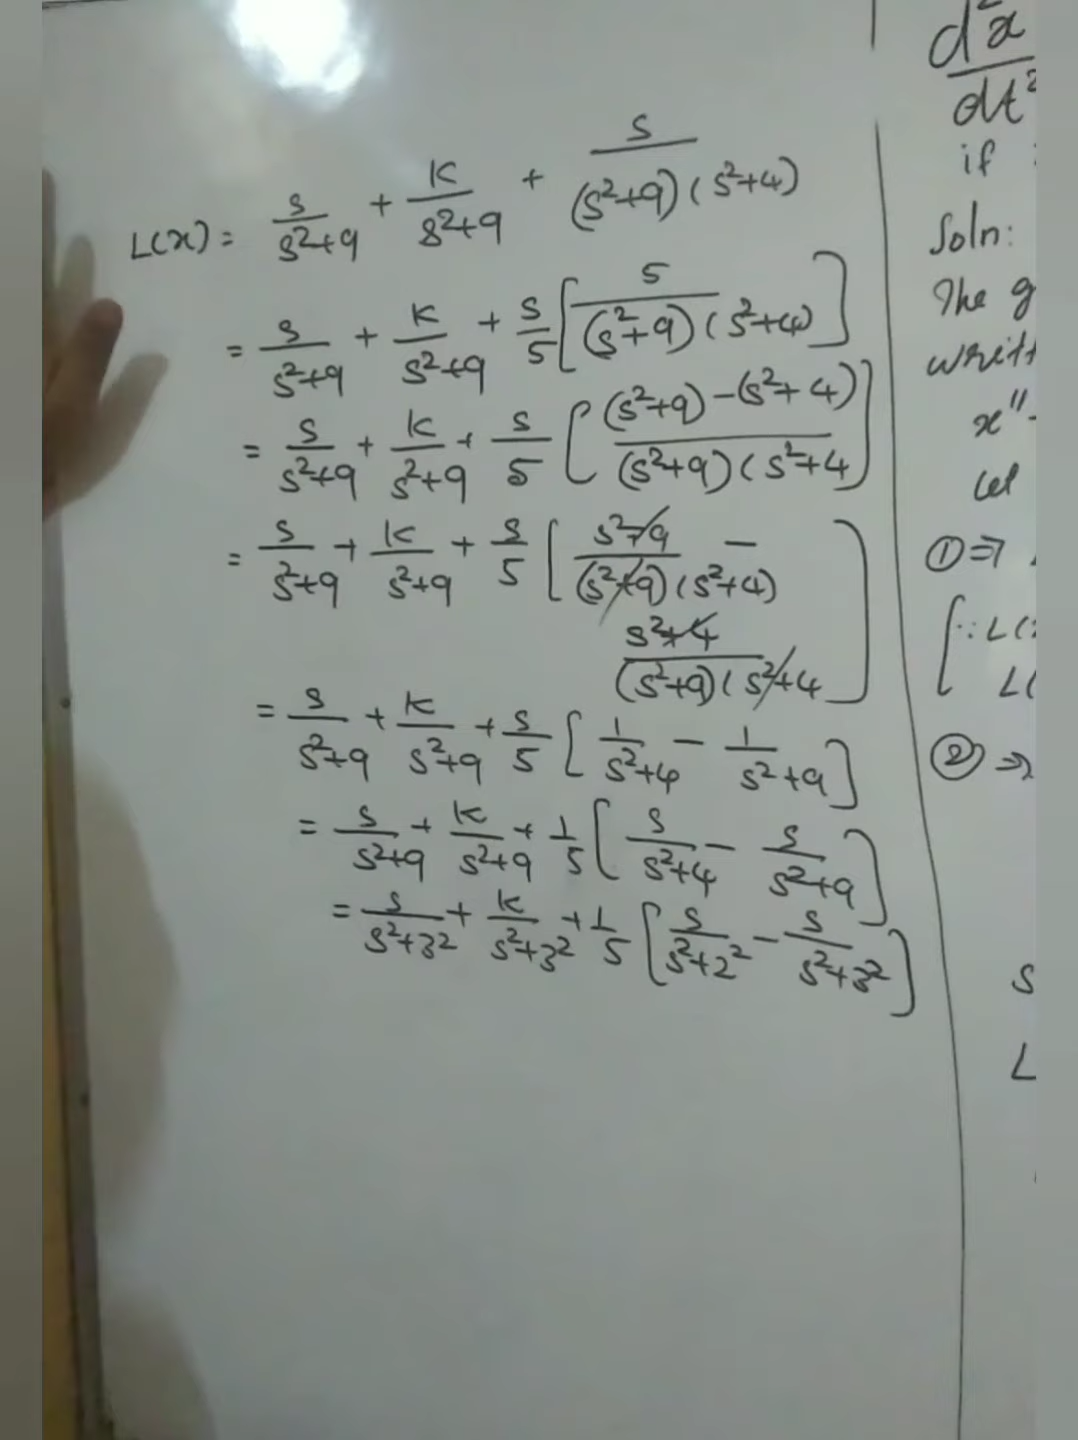 L(x) = s/(s²+9) + k/(s²+9) + s/((s²+9)(s²+4))
= s/(s²+9) + k/(s²+9) + s/5 [5/((s²+9)(s²+4))]
= s/(s²+9) + k/(s²+9) + s/5 [((s²+9)-(s²+4))/((s²+9)(s²+4)]
= s/(s²+9) + k/(s²+9) + s/5 [(s²+9)/((s²+9)(s²+4)) -
(s²+4)/((s²+9)(s²+4]
= s/(s²+9) + k/(s²+9) + s/5 [1/(s²+4) - 1/(s²+9)]
= s/(s²+9) + k/(s²+9) + 1/5 [s/(s²+4) - s/(s²+9)]
= s/(s²+3²) + k/(s²+3²) + 1/5 [s/(s²+2²) - s/(s²+3²)]
d²x/dt²
if
Soln:
The g
writt
x''-
let
① ⇒
[∵ L(
L(
② ⇒
S
L